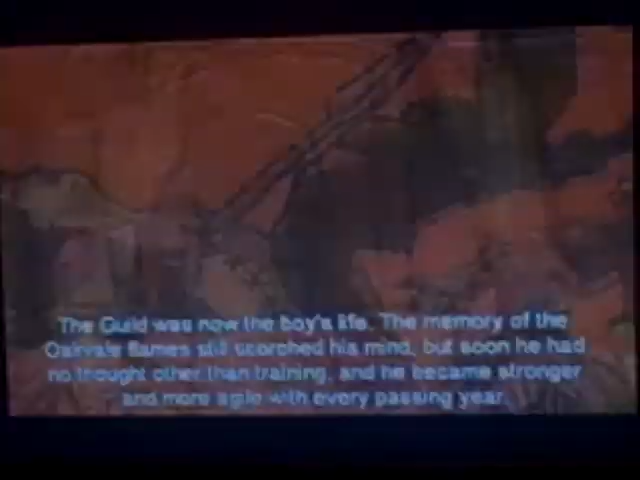 The Guild was now the boy's life. The memory of the
Oakvale flames still scorched his mind, but soon he had
no thought other than training, and he became stronger
and more agile with every passing year.